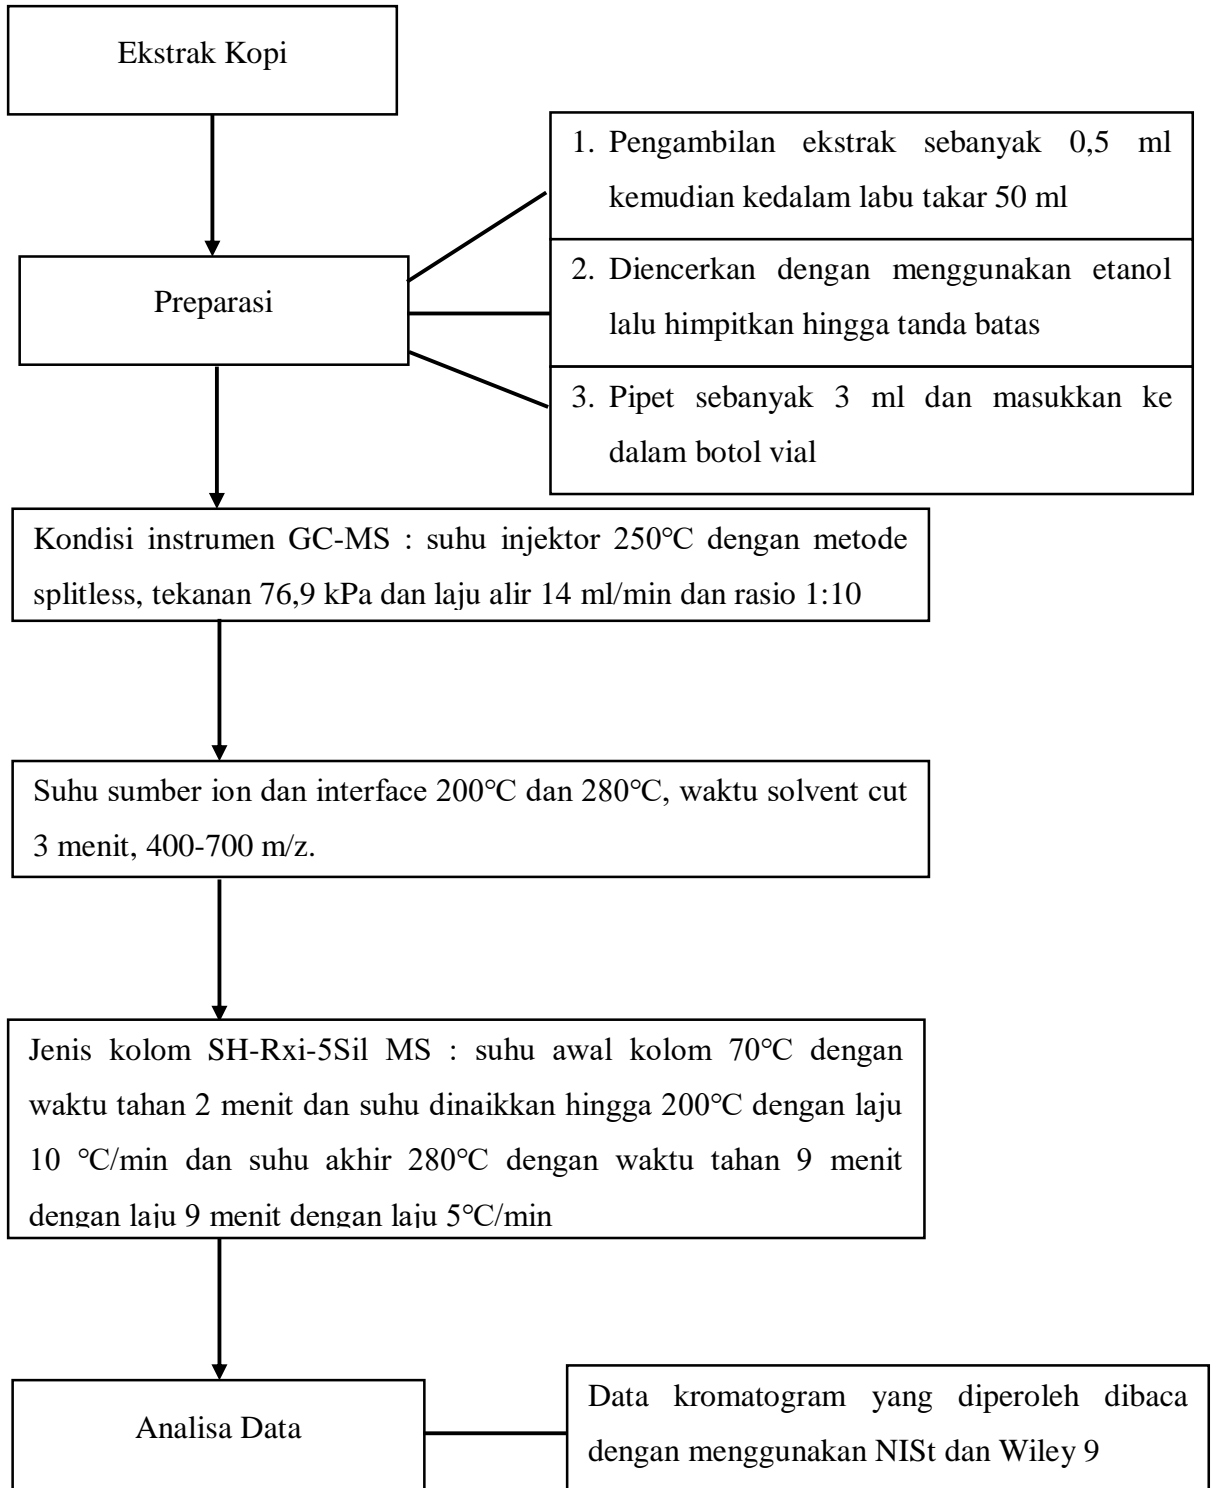 Ekstrak Kopi
1. Pengambilan ekstrak sebanyak 0,5 ml
kemudian kedalam labu takar 50 ml
2. Diencerkan dengan menggunakan etanol
lalu himpitkan hingga tanda batas
Preparasi
3. Pipet sebanyak 3 ml dan masukkan ke
dalam botol vial
Kondisi instrumen GC-MS : suhu injektor 250°C dengan metode
splitless, tekanan 76,9 kPa dan laju alir 14 ml/min dan rasio 1:10
Suhu sumber ion dan interface 200°C dan 280°C, waktu solvent cut
3 menit, 400-700 m/z.
Jenis kolom SH-Rxi-5Sil MS : suhu awal kolom 70°C dengan
waktu tahan 2 menit dan suhu dinaikkan hingga 200°C dengan laju
10 °C/min dan suhu akhir 280°C dengan waktu tahan 9 menit
dengan laju 9 menit dengan laju 5°C/min
Analisa Data
Data kromatogram yang diperoleh dibaca
dengan menggunakan NISt dan Wiley 9